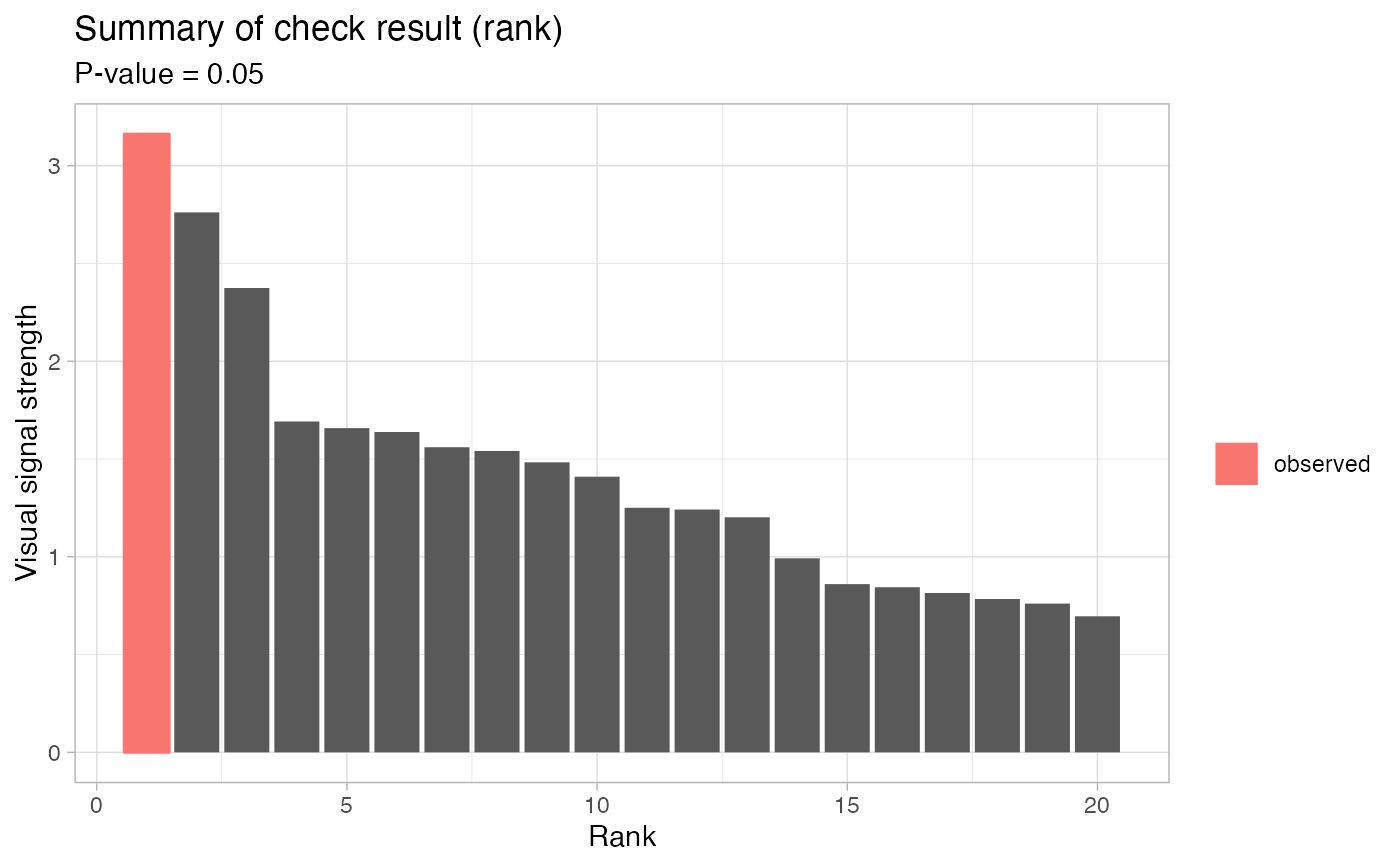 Summary of check result (rank)
P-value = 0.05
3
2
1
0
Visual signal strength
0 5 10 15 20
Rank
observed